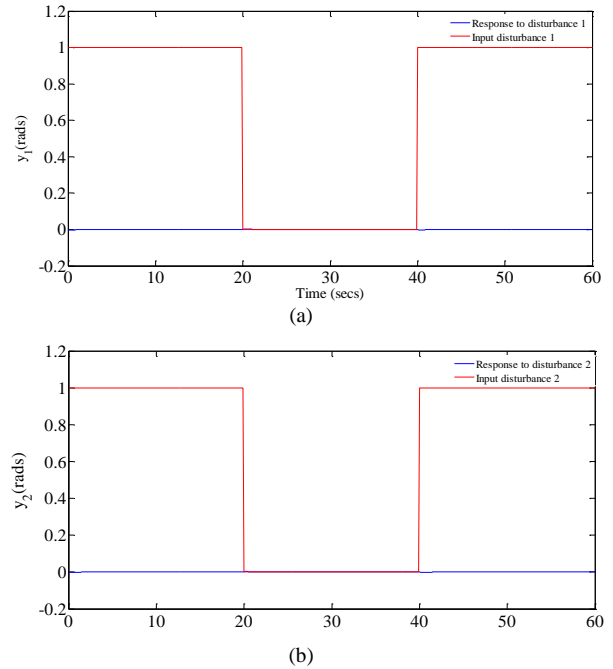 1.2
1
0.8
0.6
0.4
0.2
0
-0.2
y1(rads)
Response to disturbance 1
Input disturbance 1
0 10 20 30 40 50 60
Time (secs)
(a)
1.2
1
0.8
0.6
0.4
0.2
0
-0.2
y2(rads)
Response to disturbance 2
Input disturbance 2
0 10 20 30 40 50 60
(b)